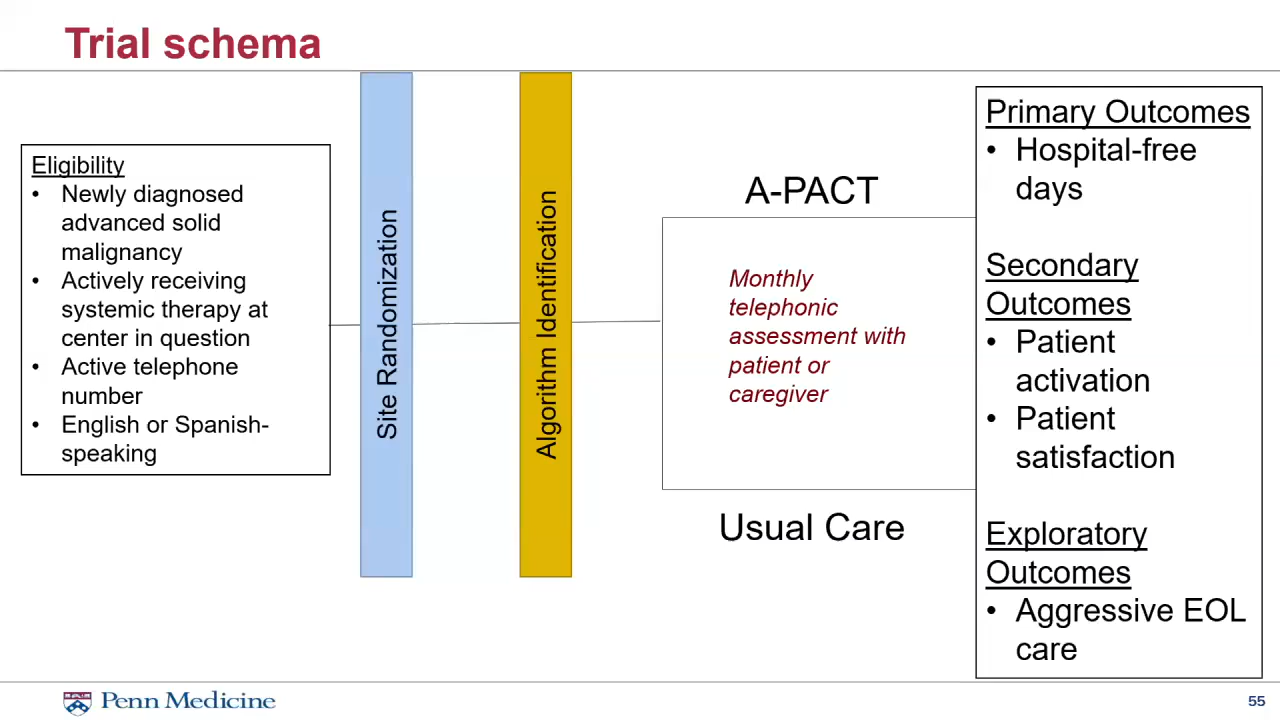 Trial schema
Eligibility
• Newly diagnosed
advanced solid
malignancy
• Actively receiving
systemic therapy at
center in question
• Active telephone
number
• English or Spanish-
speaking
Site Randomization
Algorithm Identification
A-PACT
Monthly
telephonic
assessment with
patient or
caregiver
Usual Care
Primary Outcomes
• Hospital-free
days
Secondary
Outcomes
• Patient
activation
• Patient
satisfaction
Exploratory
Outcomes
• Aggressive EOL
care
Penn Medicine
55